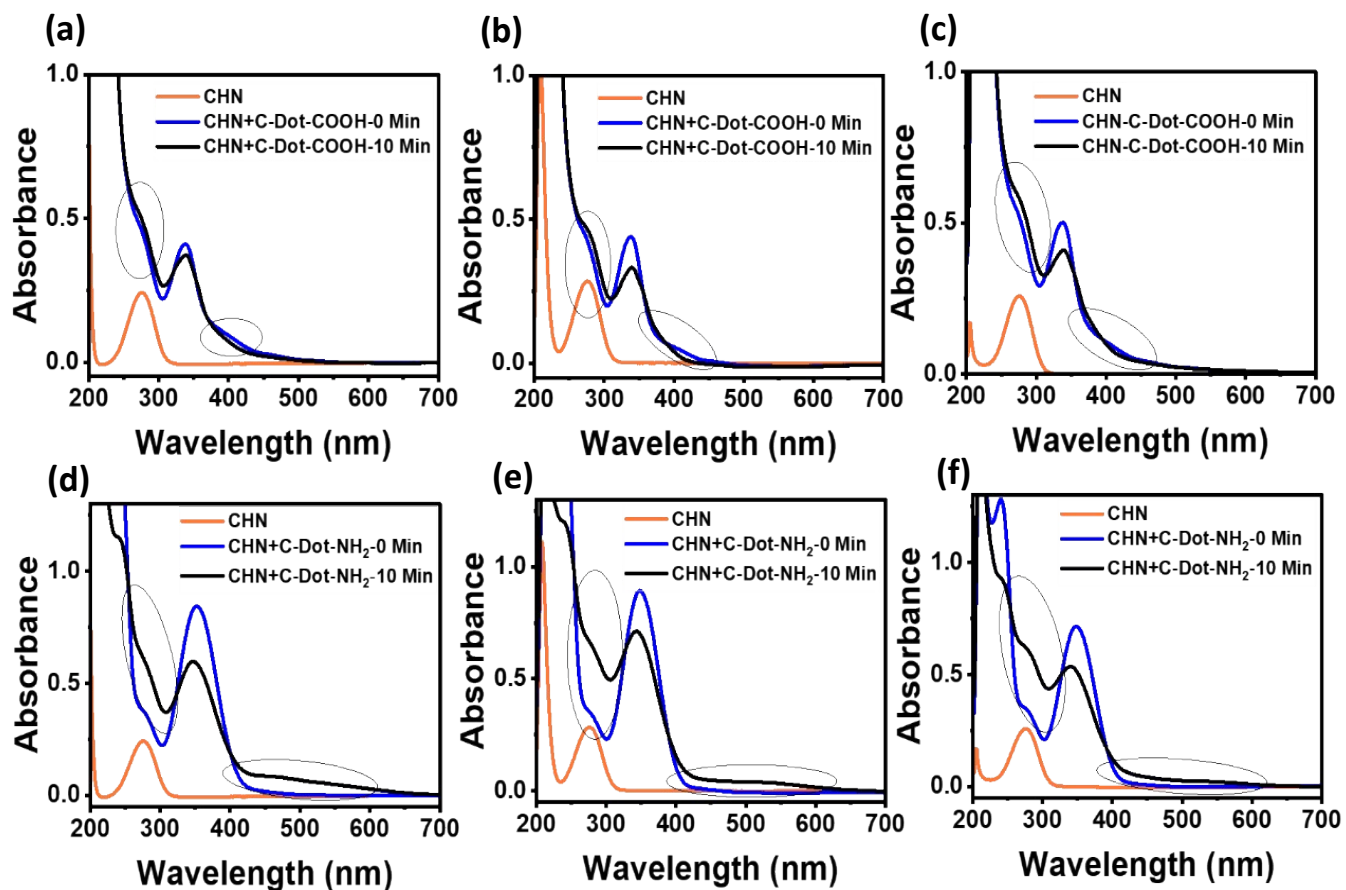 (a)
CHN
CHN+C-Dot-COOH-0 Min
CHN+C-Dot-COOH-10 Min
1.0
0.5
0.0
Absorbance
200 300 400 500 600 700
Wavelength (nm)
(b)
CHN
CHN+C-Dot-COOH-0 Min
CHN+C-Dot-COOH-10 Min
1.0
0.5
0.0
Absorbance
200 300 400 500 600 700
Wavelength (nm)
(c)
CHN
CHN-C-Dot-COOH-0 Min
CHN-C-Dot-COOH-10 Min
1.0
0.5
0.0
Absorbance
200 300 400 500 600 700
Wavelength (nm)
(d)
CHN
CHN+C-Dot-NH₂-0 Min
CHN+C-Dot-NH₂-10 Min
1.0
0.5
0.0
Absorbance
200 300 400 500 600 700
Wavelength (nm)
(e)
CHN
CHN+C-Dot-NH₂-0 Min
CHN+C-Dot-NH₂-10 Min
1.0
0.5
0.0
Absorbance
200 300 400 500 600 700
Wavelength (nm)
(f)
CHN
CHN+C-Dot-NH₂-0 Min
CHN+C-Dot-NH₂-10 Min
1.0
0.5
0.0
Absorbance
200 300 400 500 600 700
Wavelength (nm)